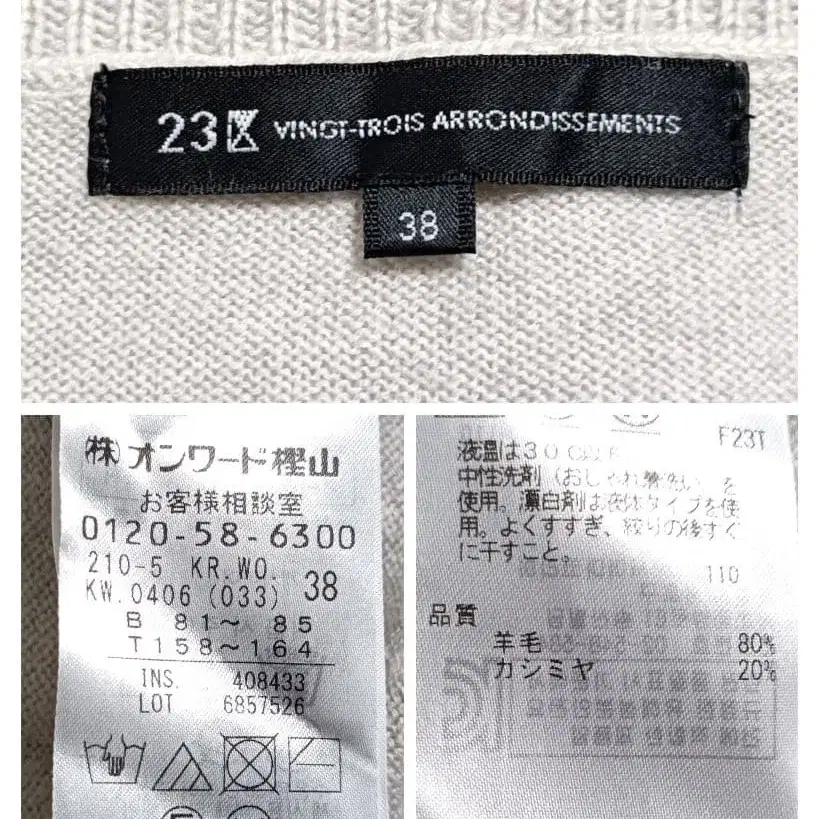 23区 VINGT-TROIS ARRONDISSEMENTS
38
(株)オンワード樫山
お客様相談室
0120-58-6300
210-5 KR.WO.
KW.0406 (033) 38
B 81～ 85
T158～164
INS. 408433
LOT 6857526
F23T
液温は30
中性洗剤(おしゃれ着洗い)を
使用。漂白剤は液体タイプを使
用。よくすすぎ、絞りの後すぐ
に干すこと。
110
品質
羊毛 80%
カシミヤ 20%